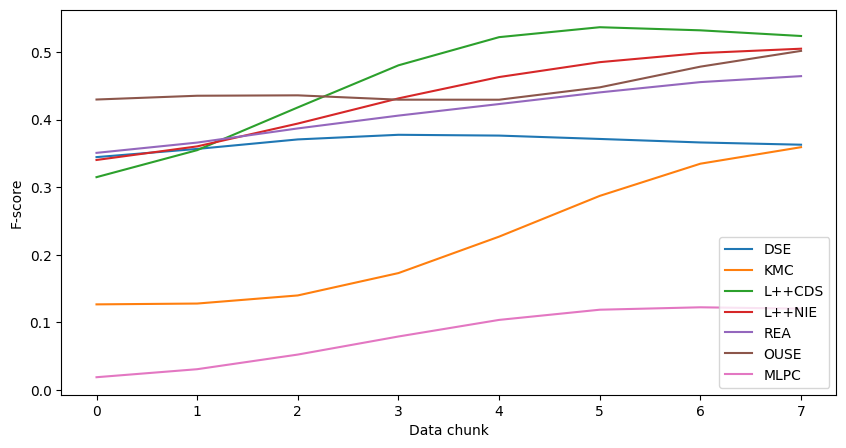 F-score
0.5
0.4
0.3
0.2
0.1
0.0
0 1 2 3 4 5 6 7
Data chunk
DSE
KMC
L++CDS
L++NIE
REA
OUSE
MLPC